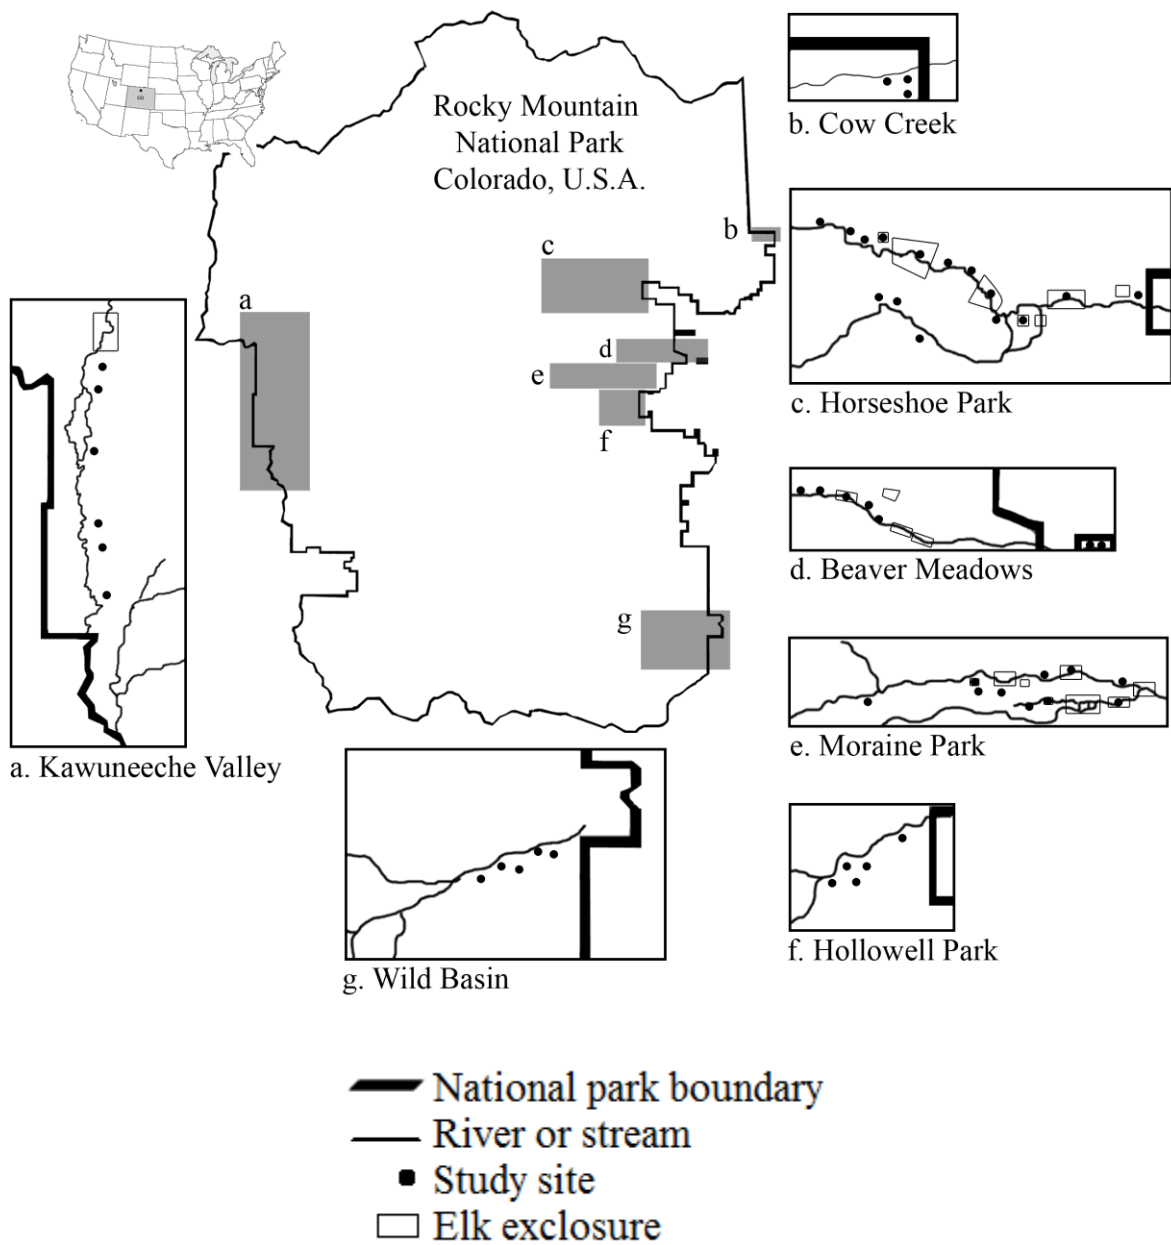 Rocky Mountain
National Park
Colorado, U.S.A.
CO
a
b
c
d
e
f
g
b. Cow Creek
c. Horseshoe Park
d. Beaver Meadows
e. Moraine Park
f. Hollowell Park
a. Kawuneeche Valley
g. Wild Basin
National park boundary
River or stream
Study site
Elk exclosure